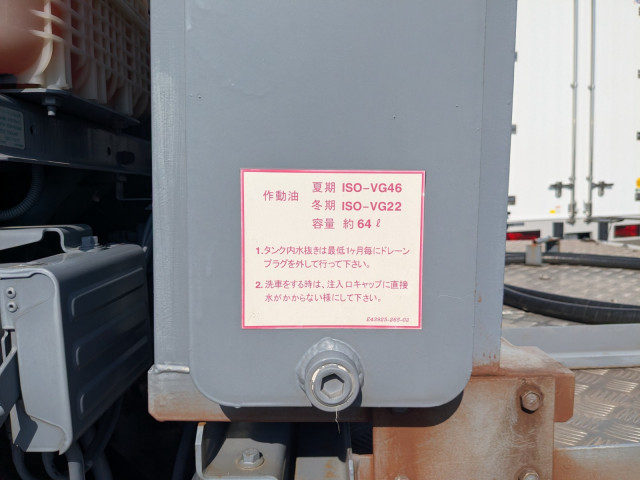 作動油
夏期 ISO-VG46
冬期 ISO-VG22
容量 約64ℓ
1.タンク内水抜きは最低1ヶ月毎にドレーン
プラグを外して行って下さい。
2.洗車をする時は、注入口キャップに直接
水がかからない様にして下さい。